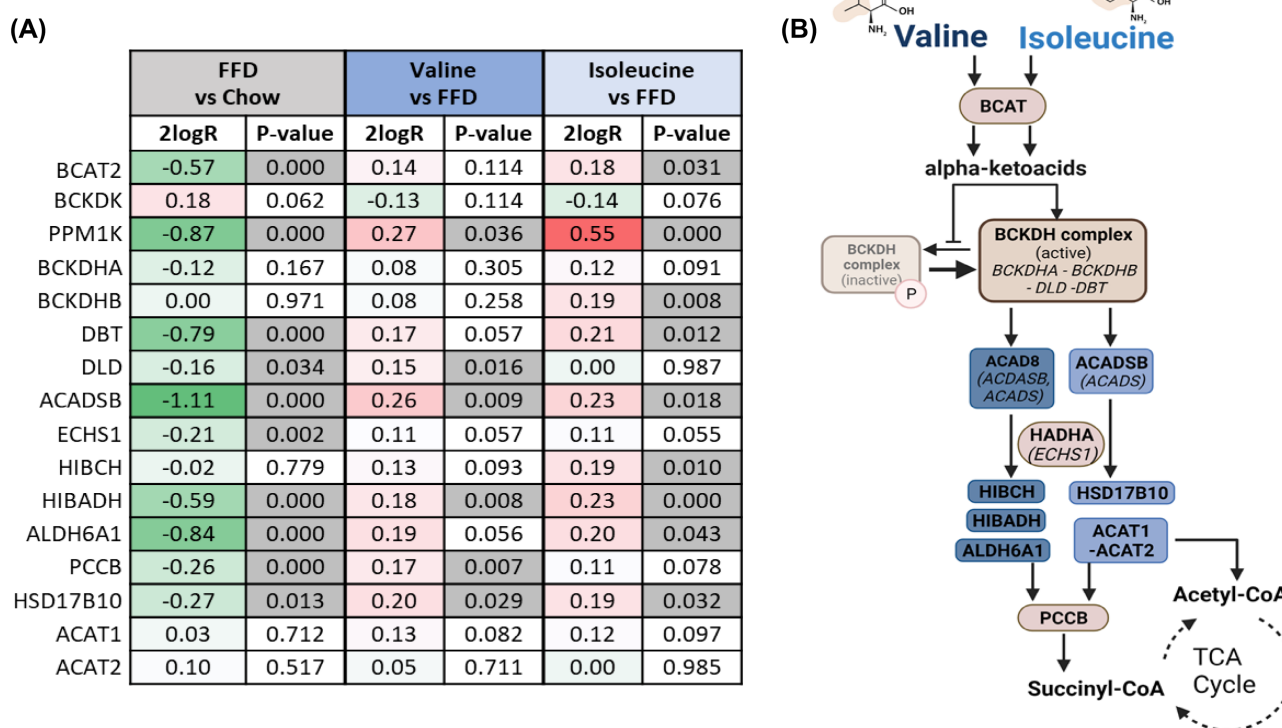 (A)
FFD vs Chow Valine vs FFD Isoleucine vs FFD
2logR P-value 2logR P-value 2logR P-value
BCAT2 -0.57 0.000 0.14 0.114 0.18 0.031
BCKDK 0.18 0.062 -0.13 0.114 -0.14 0.076
PPM1K -0.87 0.000 0.27 0.036 0.55 0.000
BCKDHA -0.12 0.167 0.08 0.305 0.12 0.091
BCKDHB 0.00 0.971 0.08 0.258 0.19 0.008
DBT -0.79 0.000 0.17 0.057 0.21 0.012
DLD -0.16 0.034 0.15 0.016 0.00 0.987
ACADSB -1.11 0.000 0.26 0.009 0.23 0.018
ECHS1 -0.21 0.002 0.11 0.057 0.11 0.055
HIBCH -0.02 0.779 0.13 0.093 0.19 0.010
HIBADH -0.59 0.000 0.18 0.008 0.23 0.000
ALDH6A1 -0.84 0.000 0.19 0.056 0.20 0.043
PCCB -0.26 0.000 0.17 0.007 0.11 0.078
HSD17B10 -0.27 0.013 0.20 0.029 0.19 0.032
ACAT1 0.03 0.712 0.13 0.082 0.12 0.097
ACAT2 0.10 0.517 0.05 0.711 0.00 0.985
(B)
OH OH
NH₂ NH₂
Valine Isoleucine
BCAT
alpha-ketoacids
BCKDH
complex
(inactive)
P
BCKDH complex
(active)
BCKDHA - BCKDHB
- DLD -DBT
ACAD8
(ACDASB,
ACADS)
ACADSB
(ACADS)
HADHA
(ECHS1)
HIBCH
HIBADH
ALDH6A1
HSD17B10
ACAT1
-ACAT2
Acetyl-CoA
PCCB
TCA
Cycle
Succinyl-CoA